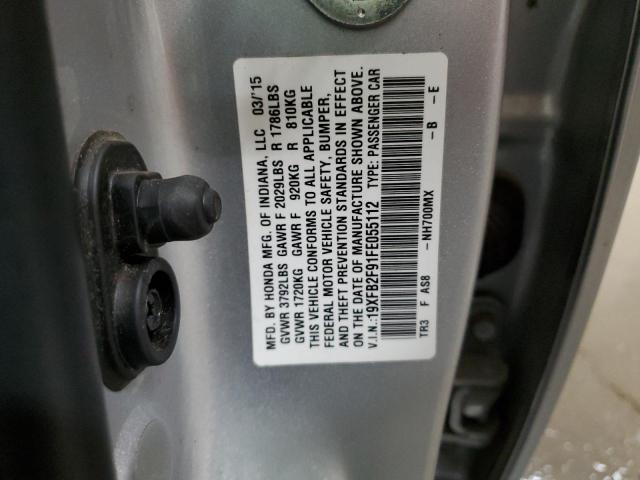 MFD. BY HONDA MFG. OF INDIANA, LLC 03/'15
GVWR 3792LBS GAWR F 2029LBS R 1786LBS
GVWR 1720KG GAWR F 920KG R 810KG
THIS VEHICLE CONFORMS TO ALL APPLICABLE
FEDERAL MOTOR VEHICLE SAFETY, BUMPER,
AND THEFT PREVENTION STANDARDS IN EFFECT
ON THE DATE OF MANUFACTURE SHOWN ABOVE.
V.I.N.:19XFB2F91FE055112 TYPE: PASSENGER CAR
TR3 F AS8 -NH700MX -B -E